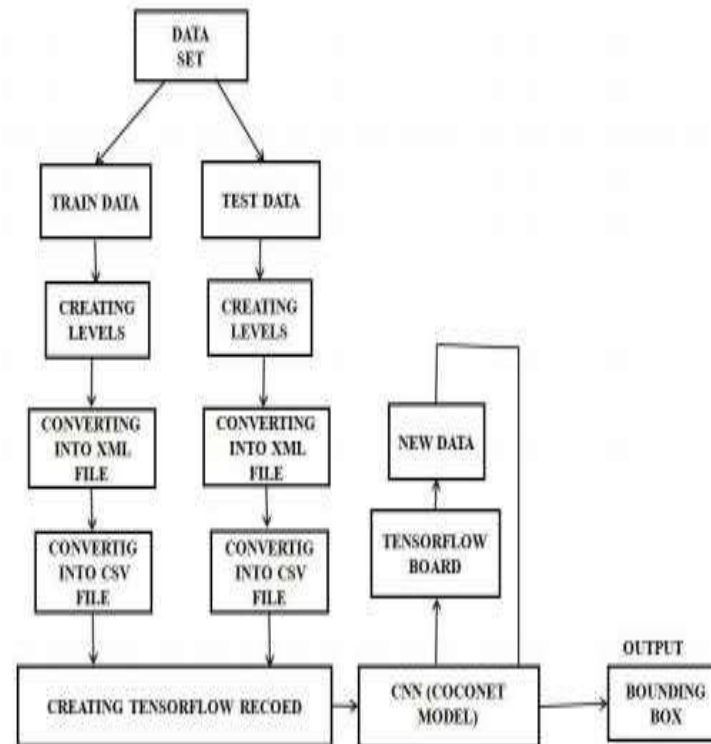 DATA
SET
TRAIN DATA
TEST DATA
CREATING
LEVELS
CREATING
LEVELS
CONVERTING
INTO XML
FILE
CONVERTING
INTO XML
FILE
NEW DATA
CONVERTIG
INTO CSV
FILE
CONVERTIG
INTO CSV
FILE
TENSORFLOW
BOARD
CREATING TENSORFLOW RECOED
CNN (COCONET
MODEL)
OUTPUT
BOUNDING
BOX